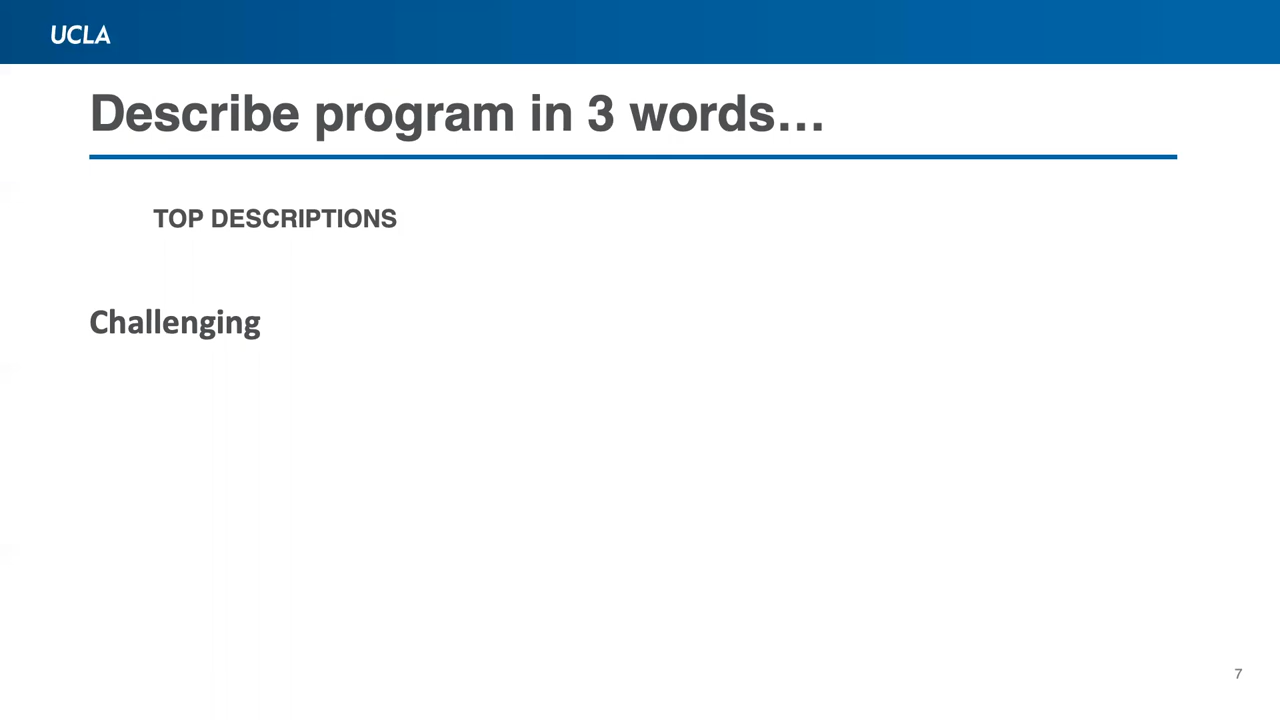 UCLA
Describe program in 3 words…
TOP DESCRIPTIONS
Challenging
7